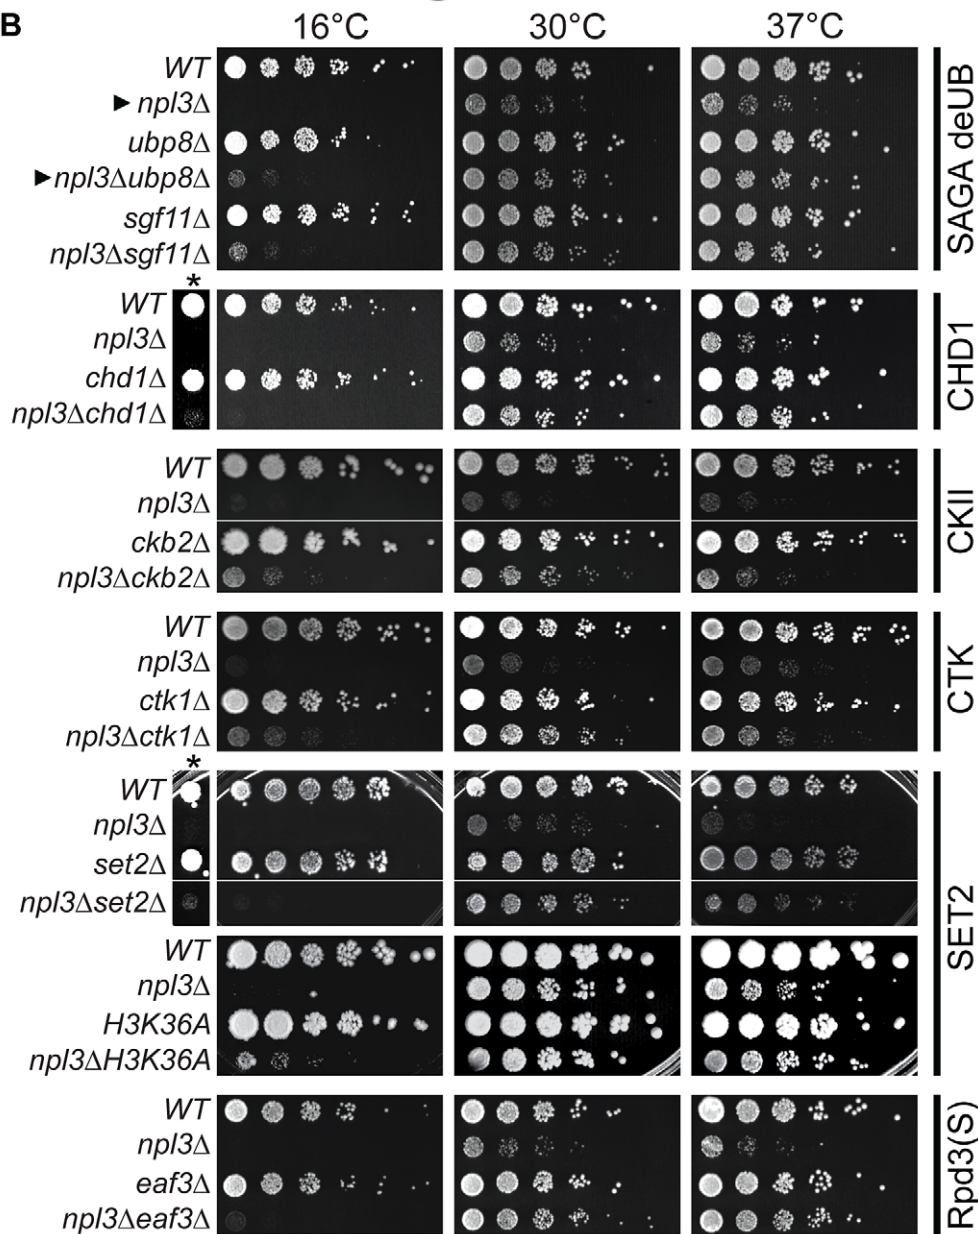 B
16°C 30°C 37°C
WT
▶ npl3Δ
ubp8Δ
▶npl3Δubp8Δ
sgf11Δ
npl3Δsgf11Δ
SAGA deUB
*
WT
npl3Δ
chd1Δ
npl3Δchd1Δ
CHD1
WT
npl3Δ
ckb2Δ
npl3Δckb2Δ
CKII
WT
npl3Δ
ctk1Δ
npl3Δctk1Δ
CTK
*
WT
npl3Δ
set2Δ
npl3Δset2Δ
WT
npl3Δ
H3K36A
npl3ΔH3K36A
SET2
WT
npl3Δ
eaf3Δ
npl3Δeaf3Δ
Rpd3(S)